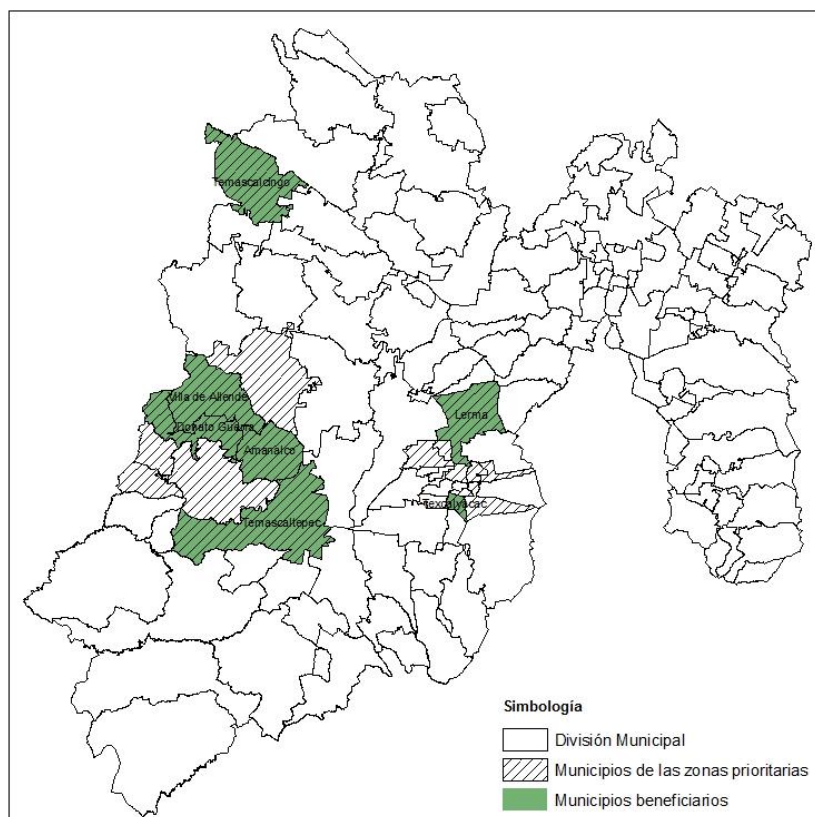 Temascalcingo
Villa de Allende
Donato Guerra
Amanalco
Lerma
Texcalyacac
Temascaltepec
Simbología
División Municipal
Municipios de las zonas prioritarias
Municipios beneficiarios